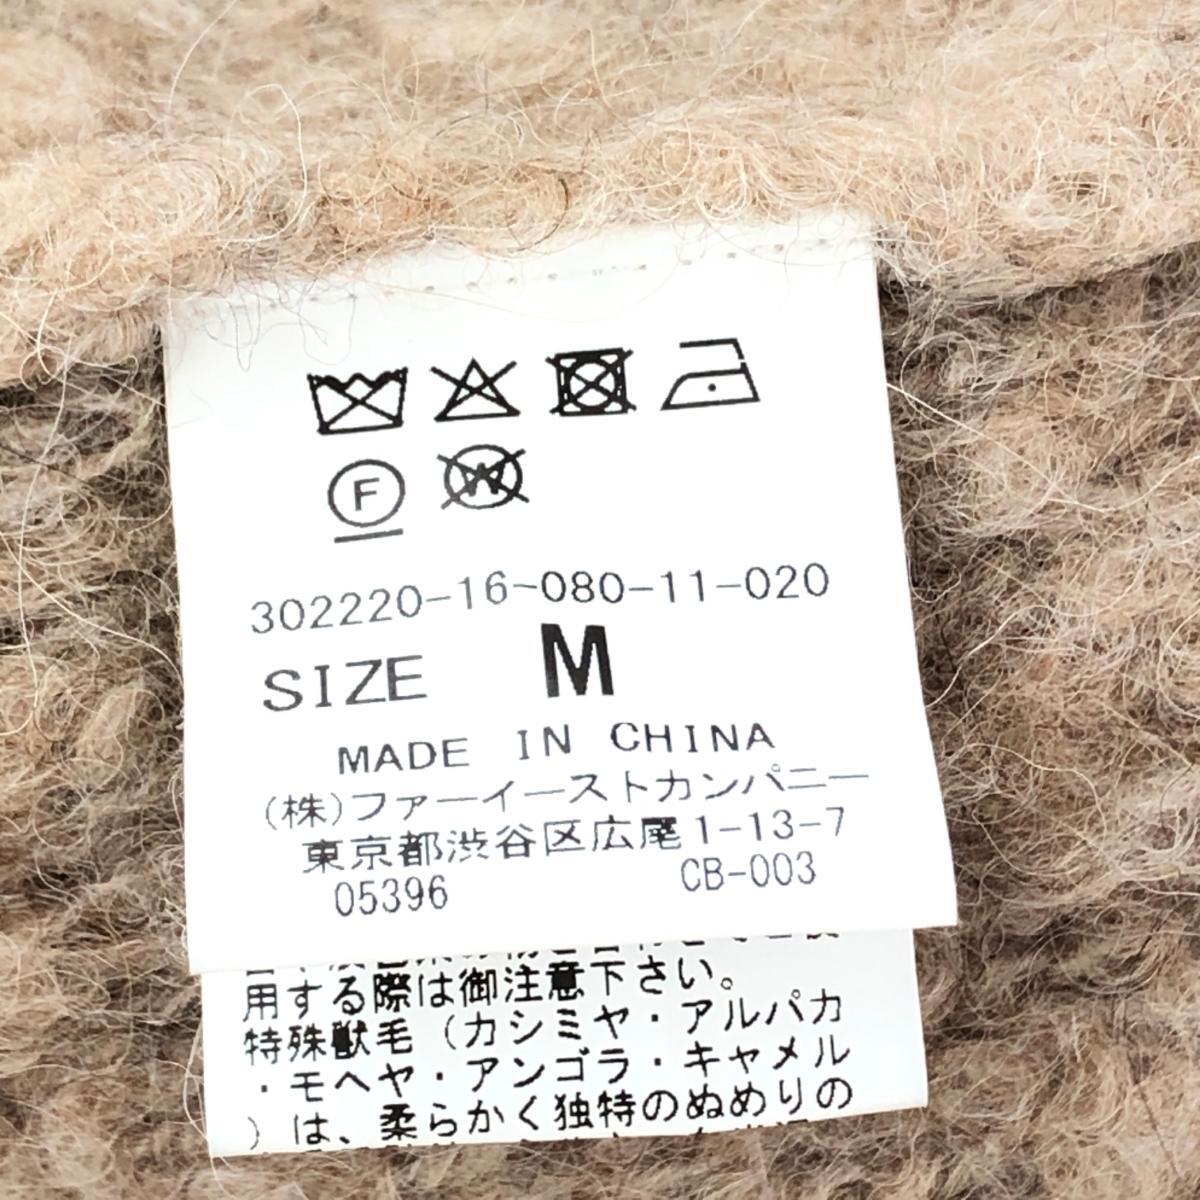 F W
302220-16-080-11-020
SIZE M
MADE IN CHINA
(株)ファーイーストカンパニー
東京都渋谷区広尾1-13-7
05396 CB-003
用する際は御注意下さい。
特殊獣毛(カシミヤ・アルパカ
・モヘヤ・アンゴラ・キャメル
)は、柔らかく独特のぬめりの